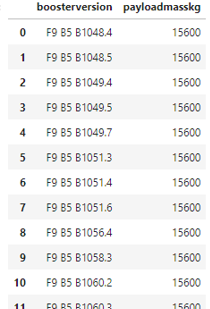 boosterversion payloadmasskg
0 F9 B5 B1048.4 15600
1 F9 B5 B1048.5 15600
2 F9 B5 B1049.4 15600
3 F9 B5 B1049.5 15600
4 F9 B5 B1049.7 15600
5 F9 B5 B1051.3 15600
6 F9 B5 B1051.4 15600
7 F9 B5 B1051.6 15600
8 F9 B5 B1056.4 15600
9 F9 B5 B1058.3 15600
10 F9 B5 B1060.2 15600
11 F9 B5 B1060.3 15600